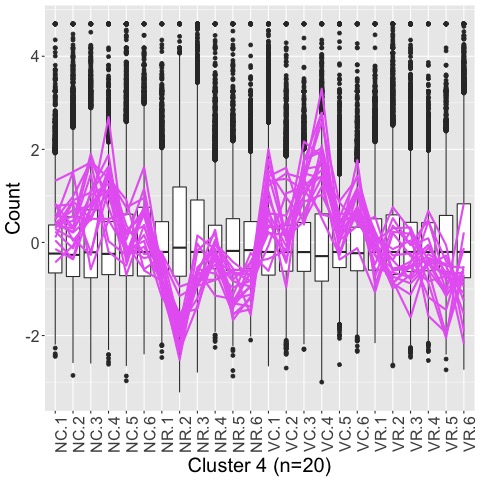 4
2
0
-2
Count
NC.1
NC.2
NC.3
NC.4
NC.5
NC.6
NR.1
NR.2
NR.3
NR.4
NR.5
NR.6
VC.1
VC.2
VC.3
VC.4
VC.5
VC.6
VR.1
VR.2
VR.3
VR.4
VR.5
VR.6
Cluster 4 (n=20)